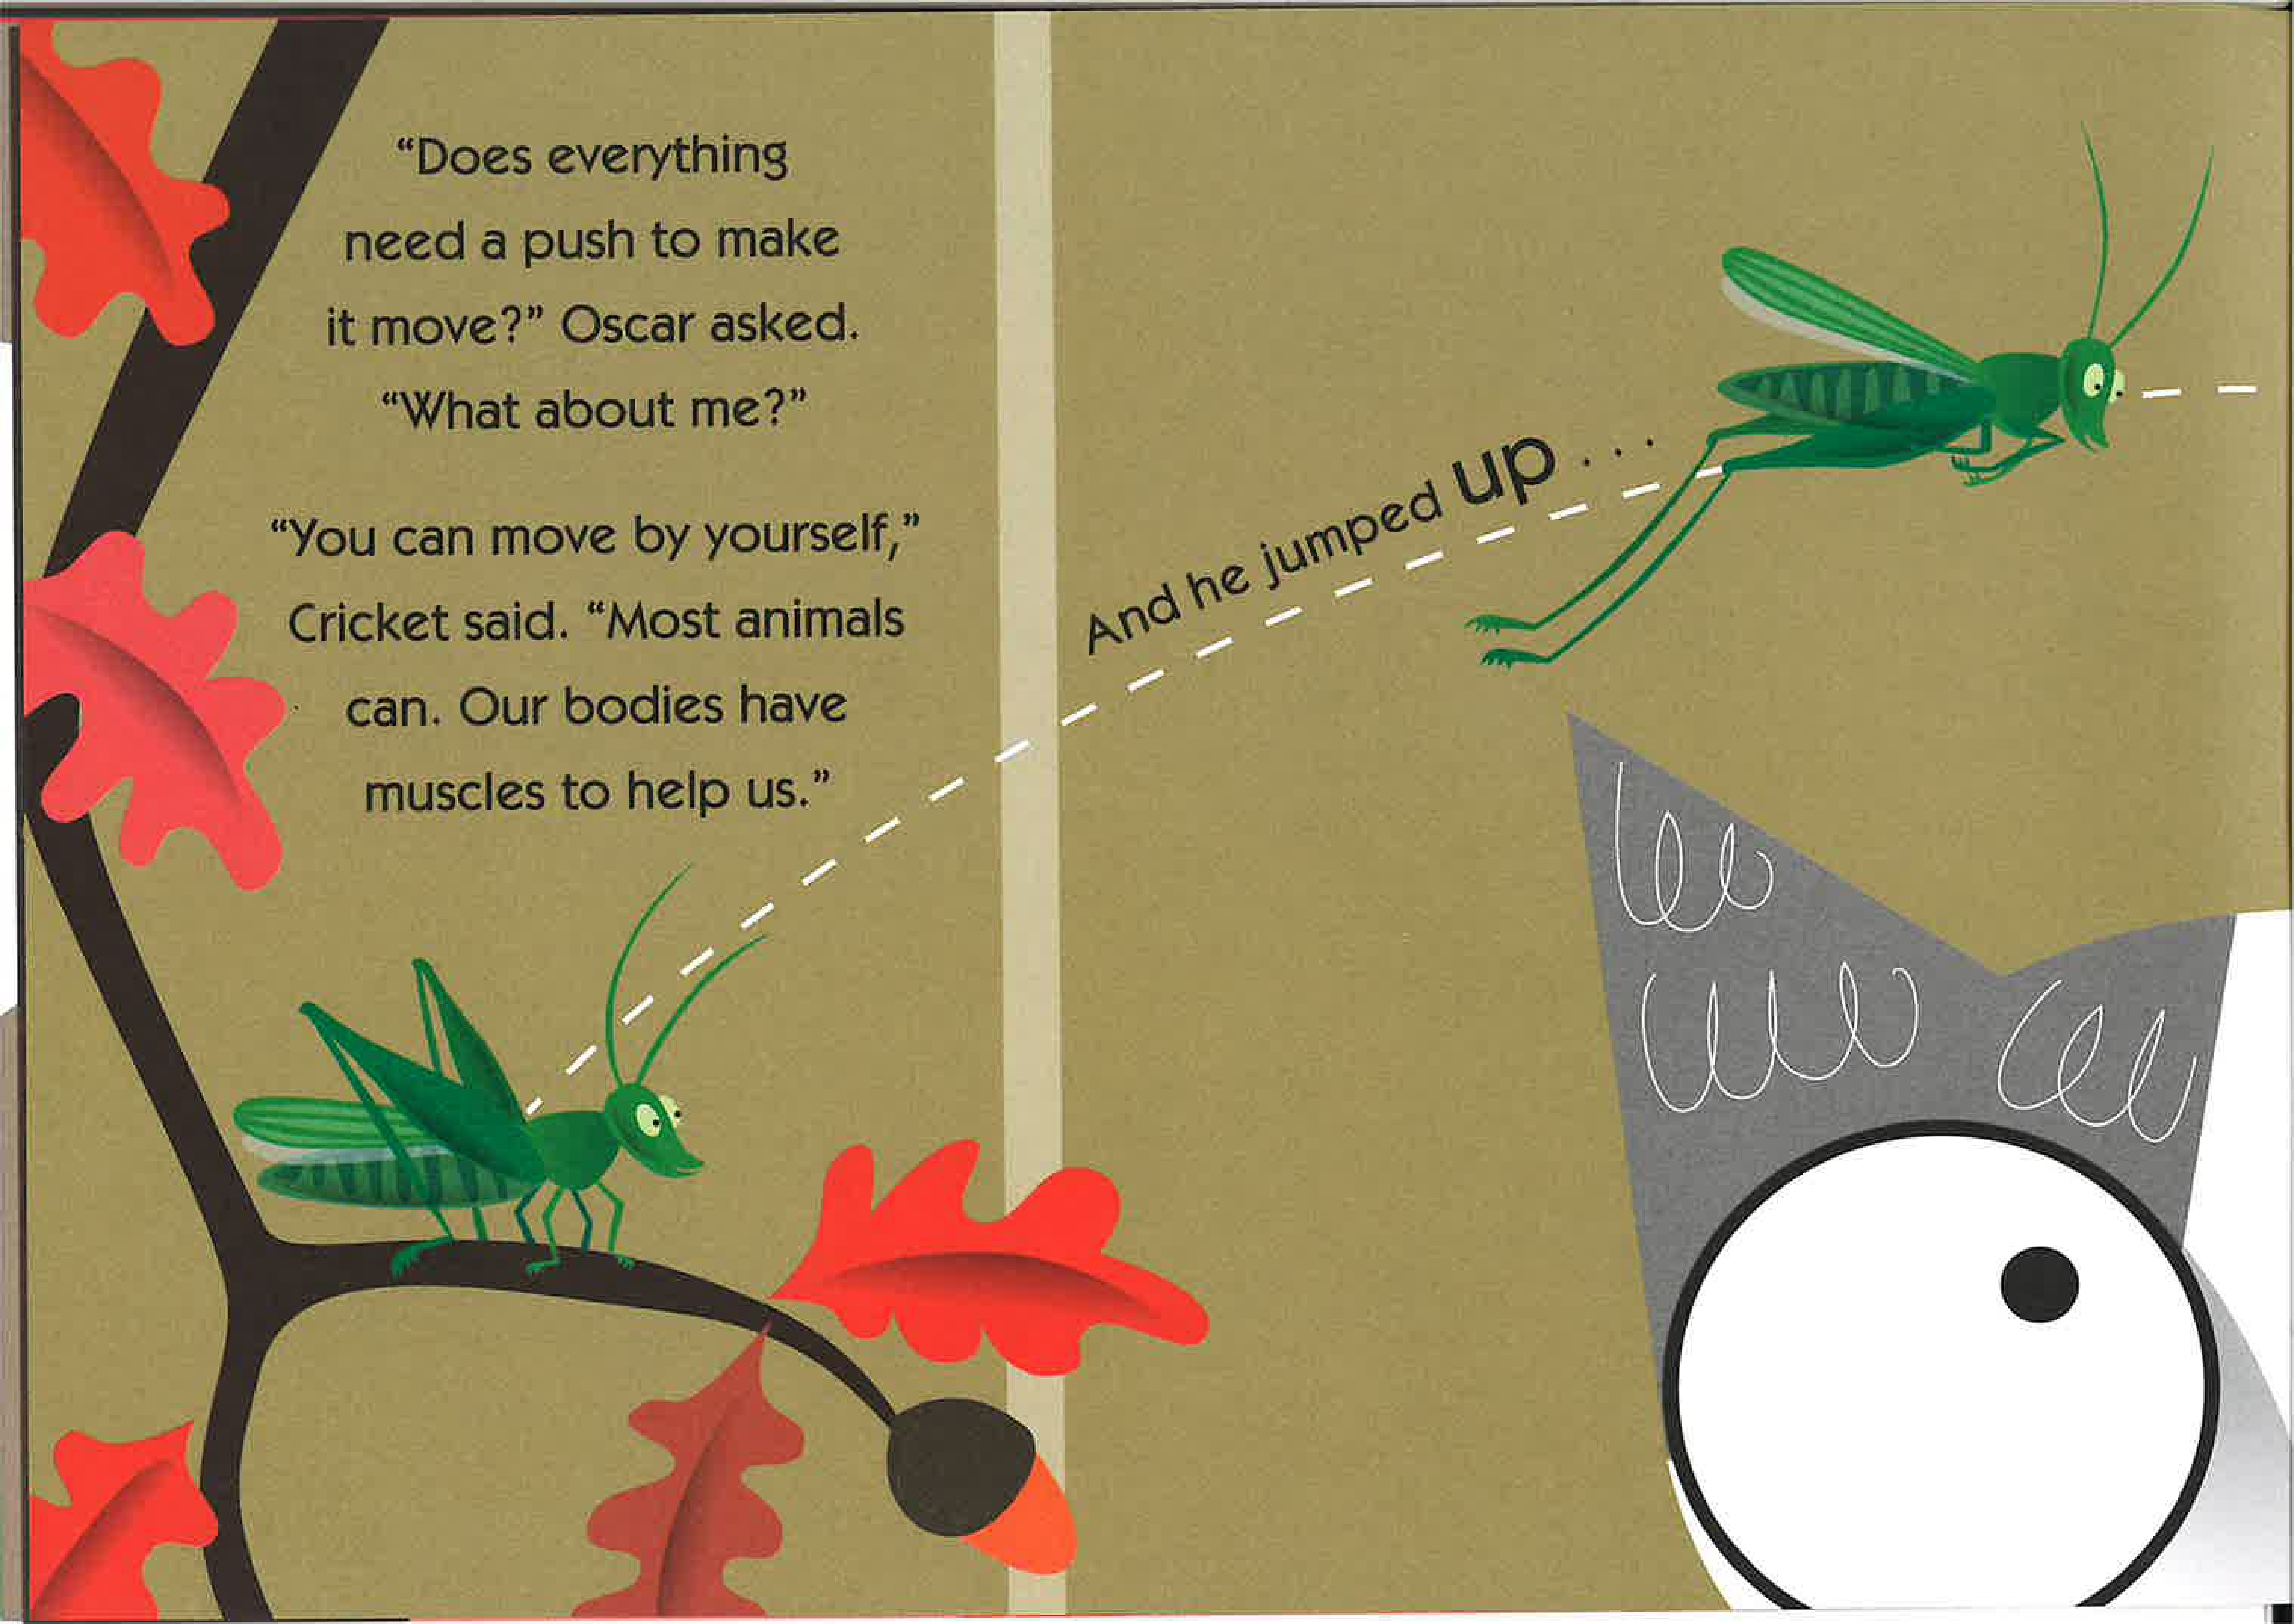 “Does everything
need a push to make
it move?” Oscar asked.
“What about me?”
“You can move by yourself,”
Cricket said. “Most animals
can. Our bodies have
muscles to help us.”
And he jumped up . . .